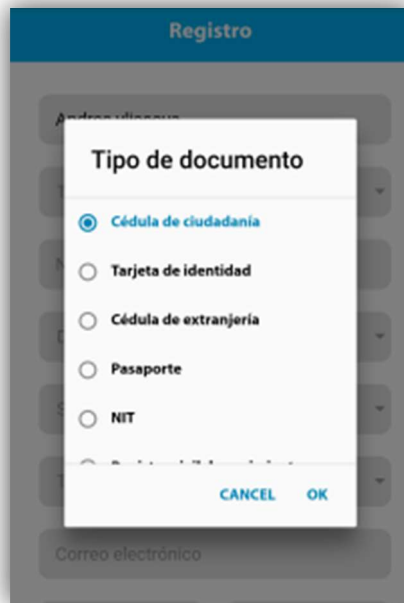 Registro
Tipo de documento
Cédula de ciudadanía
Tarjeta de identidad
Cédula de extranjería
Pasaporte
NIT
CANCEL OK
Correo electrónico